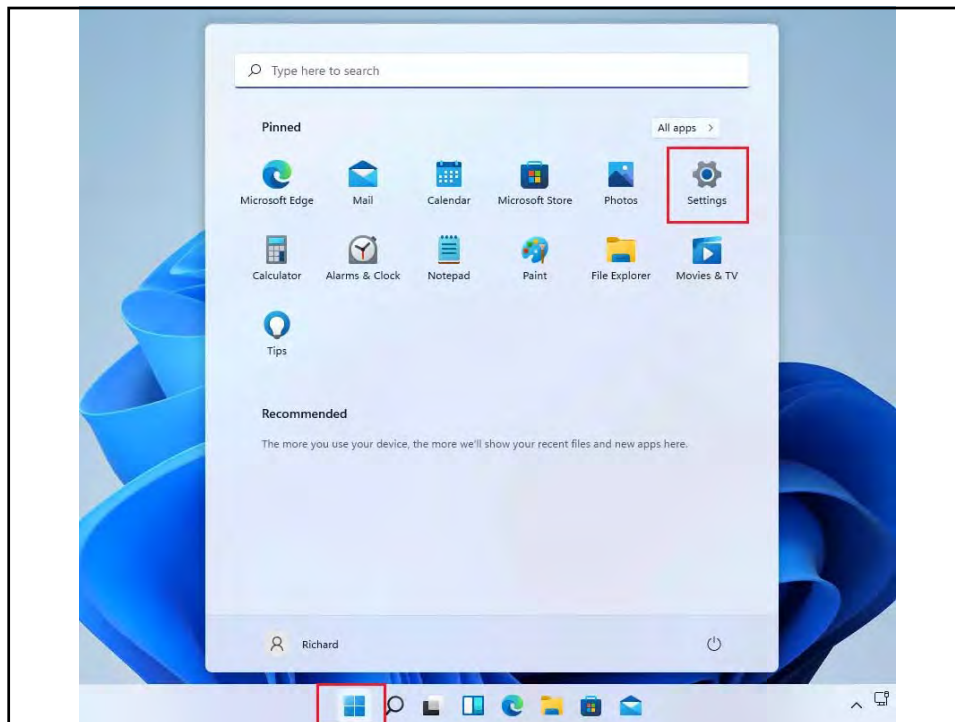 Type here to search
Pinned
All apps >
Microsoft Edge Mail Calendar Microsoft Store Photos Settings
Calculator Alarms & Clock Notepad Paint File Explorer Movies & TV
Tips
Recommended
The more you use your device, the more we'll show your recent files and new apps here.
Richard